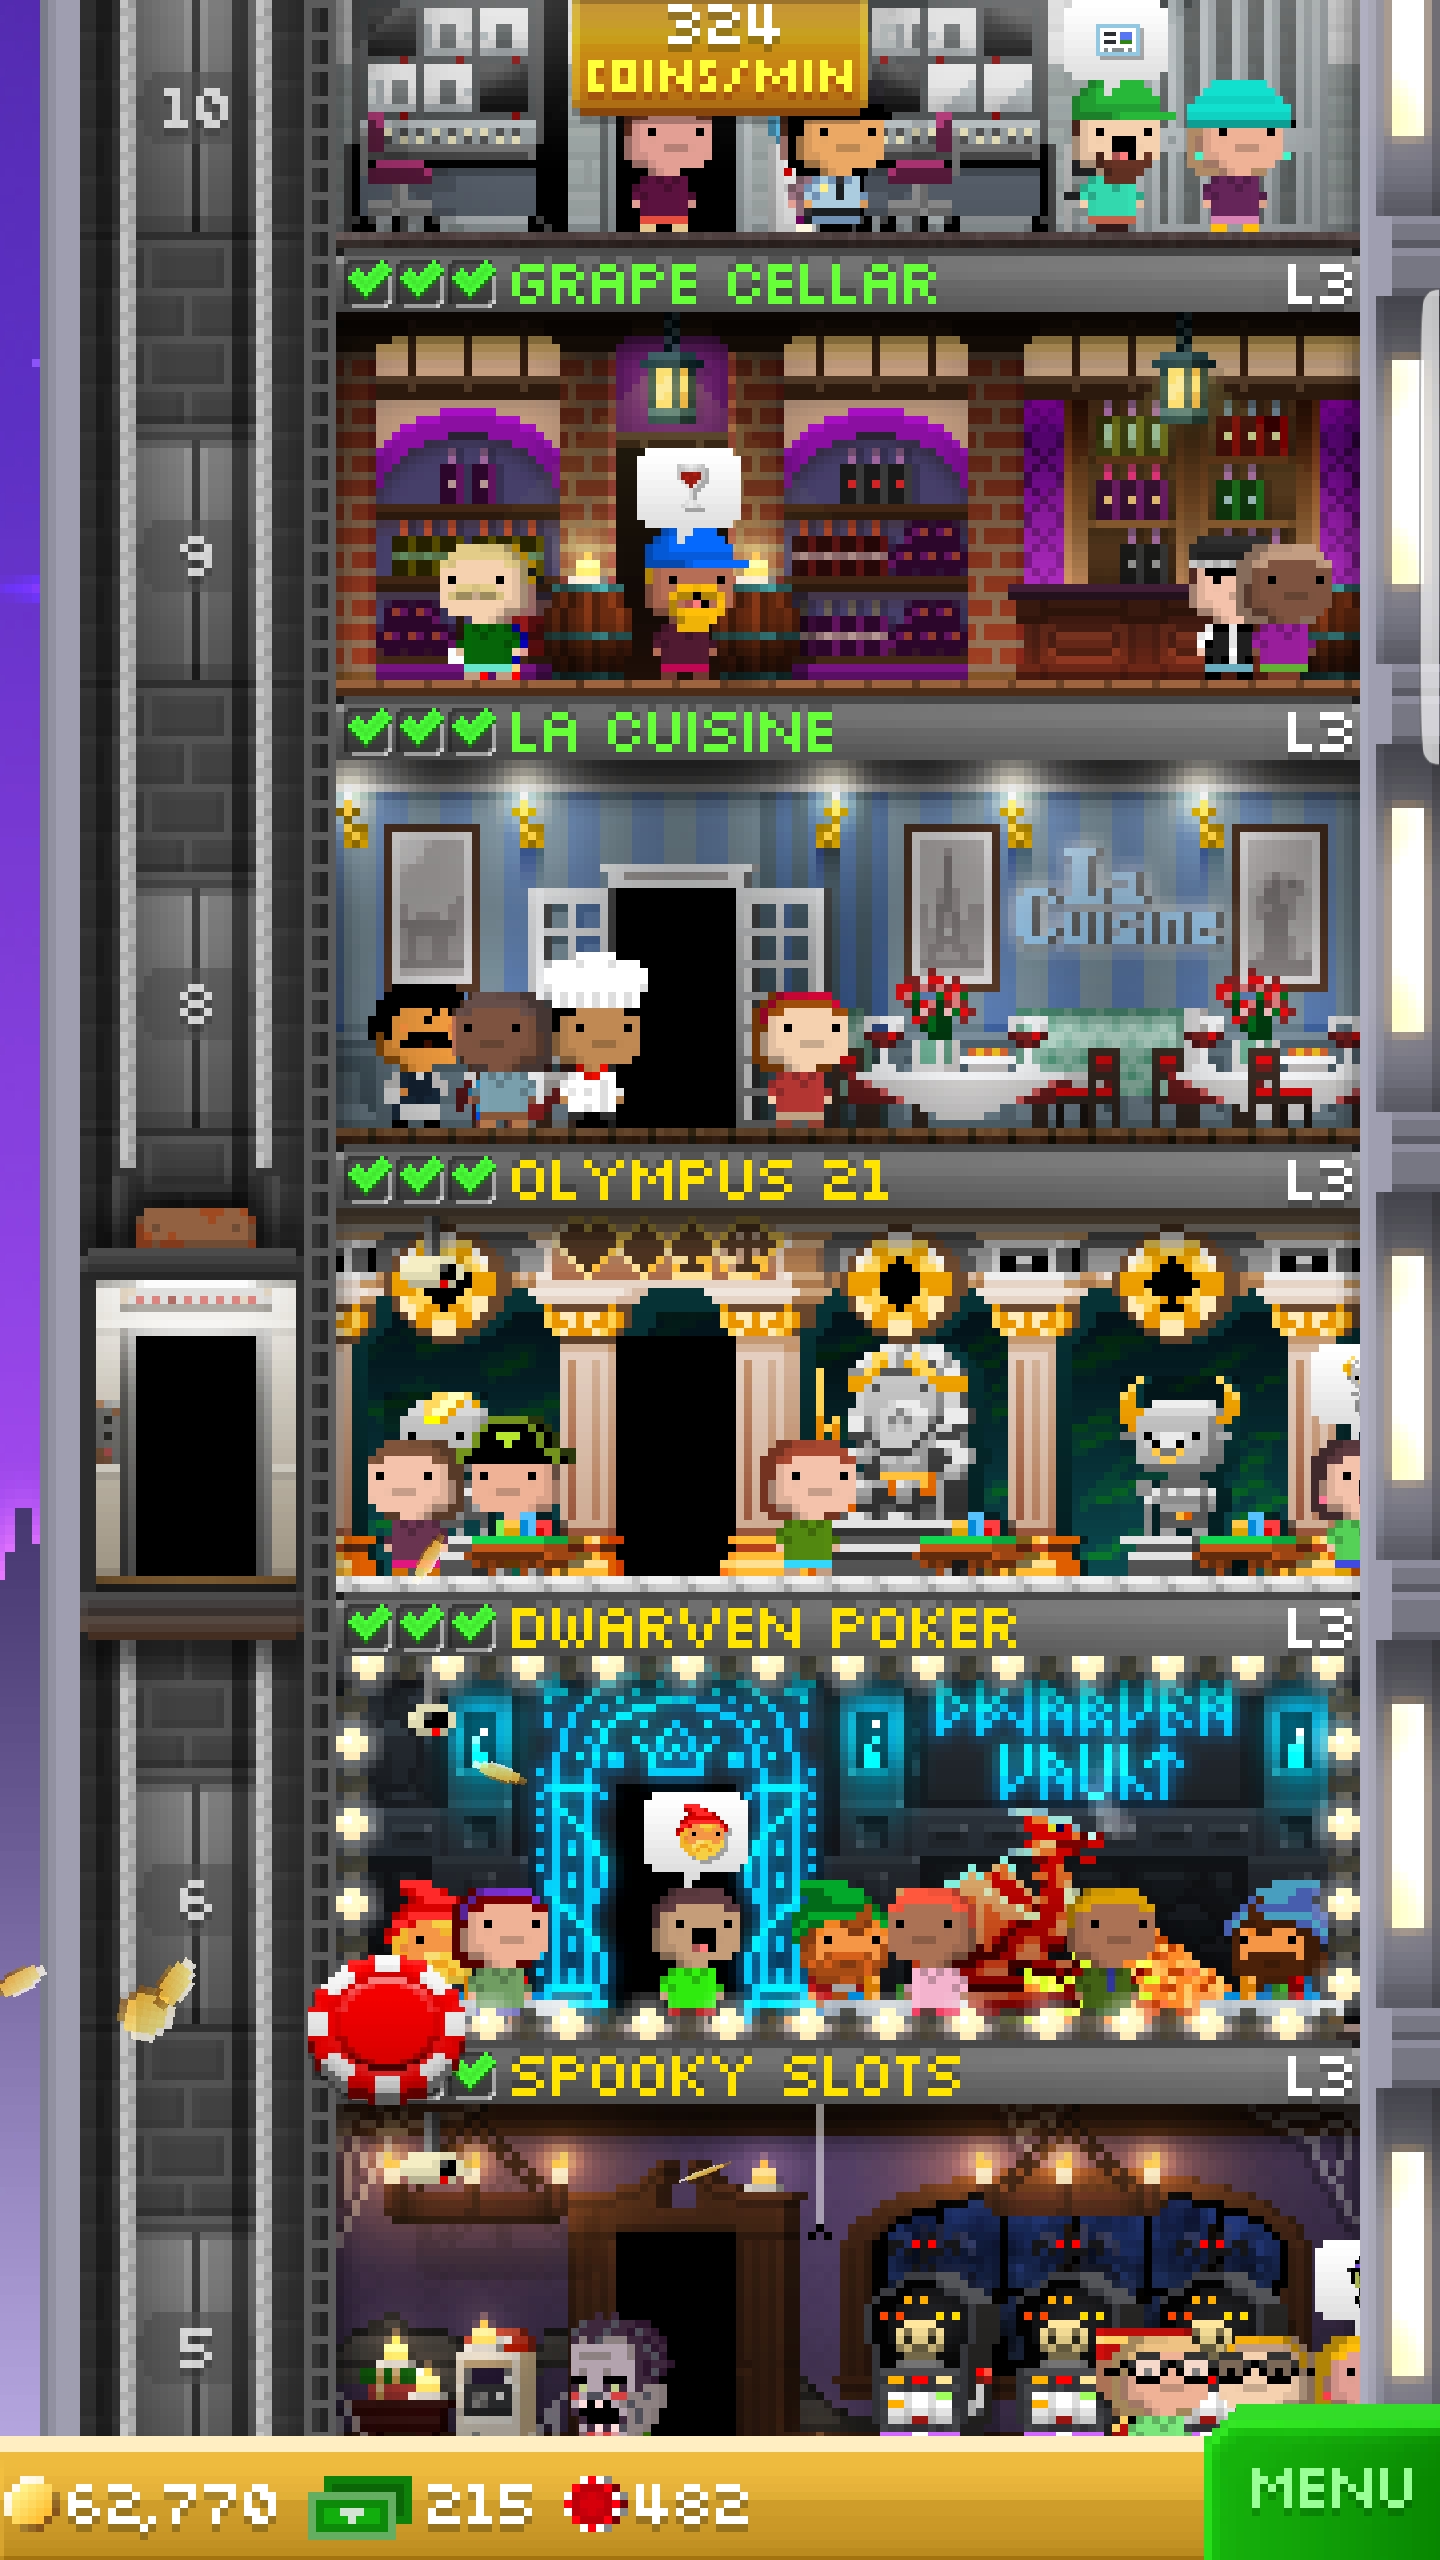 324
COINS/MIN
10
GRAPE CELLAR L3
9
LA CUISINE L3
La
Cuisine
8
OLYMPUS 21 L3
DWARVEN POKER L3
DWARVEN
VAULT
6
SPOOKY SLOTS L3
5
62,770 215 482
MENU